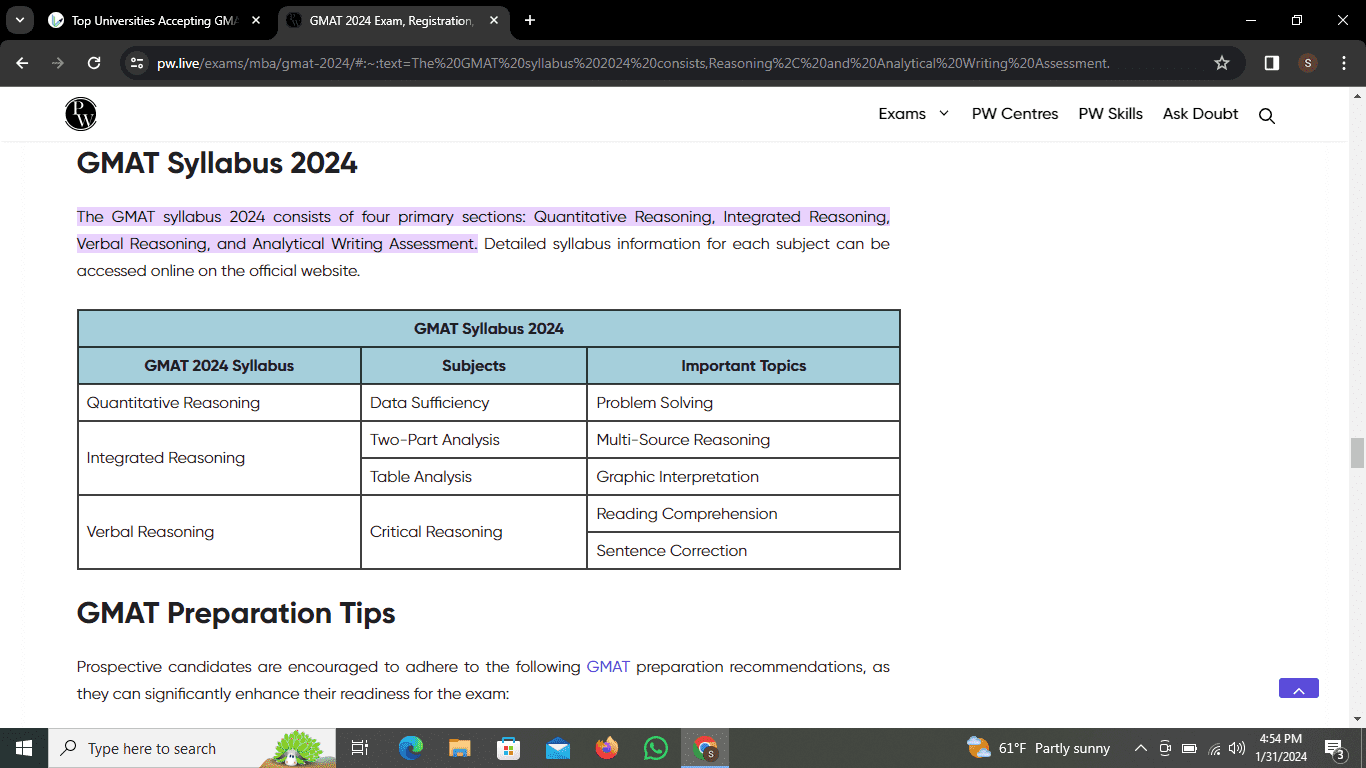 Top Universities Accepting GMA
GMAT 2024 Exam, Registration,
pw.live/exams/mba/gmat-2024/#:~:text=The%20GMAT%20syllabus%202024%20consists,Reasoning%2C%20and%20Analytical%20Writing%20Assessment.
S
PW
Exams
PW Centres
PW Skills
Ask Doubt
GMAT Syllabus 2024
The GMAT syllabus 2024 consists of four primary sections: Quantitative Reasoning, Integrated Reasoning,
Verbal Reasoning, and Analytical Writing Assessment. Detailed syllabus information for each subject can be
accessed online on the official website.
GMAT Syllabus 2024
GMAT 2024 Syllabus
Subjects
Important Topics
Quantitative Reasoning
Data Sufficiency
Problem Solving
Integrated Reasoning
Two-Part Analysis
Multi-Source Reasoning
Table Analysis
Graphic Interpretation
Verbal Reasoning
Critical Reasoning
Reading Comprehension
Sentence Correction
GMAT Preparation Tips
Prospective candidates are encouraged to adhere to the following GMAT preparation recommendations, as
they can significantly enhance their readiness for the exam:
Type here to search
S
61°F Partly sunny
4:54 PM
1/31/2024
3